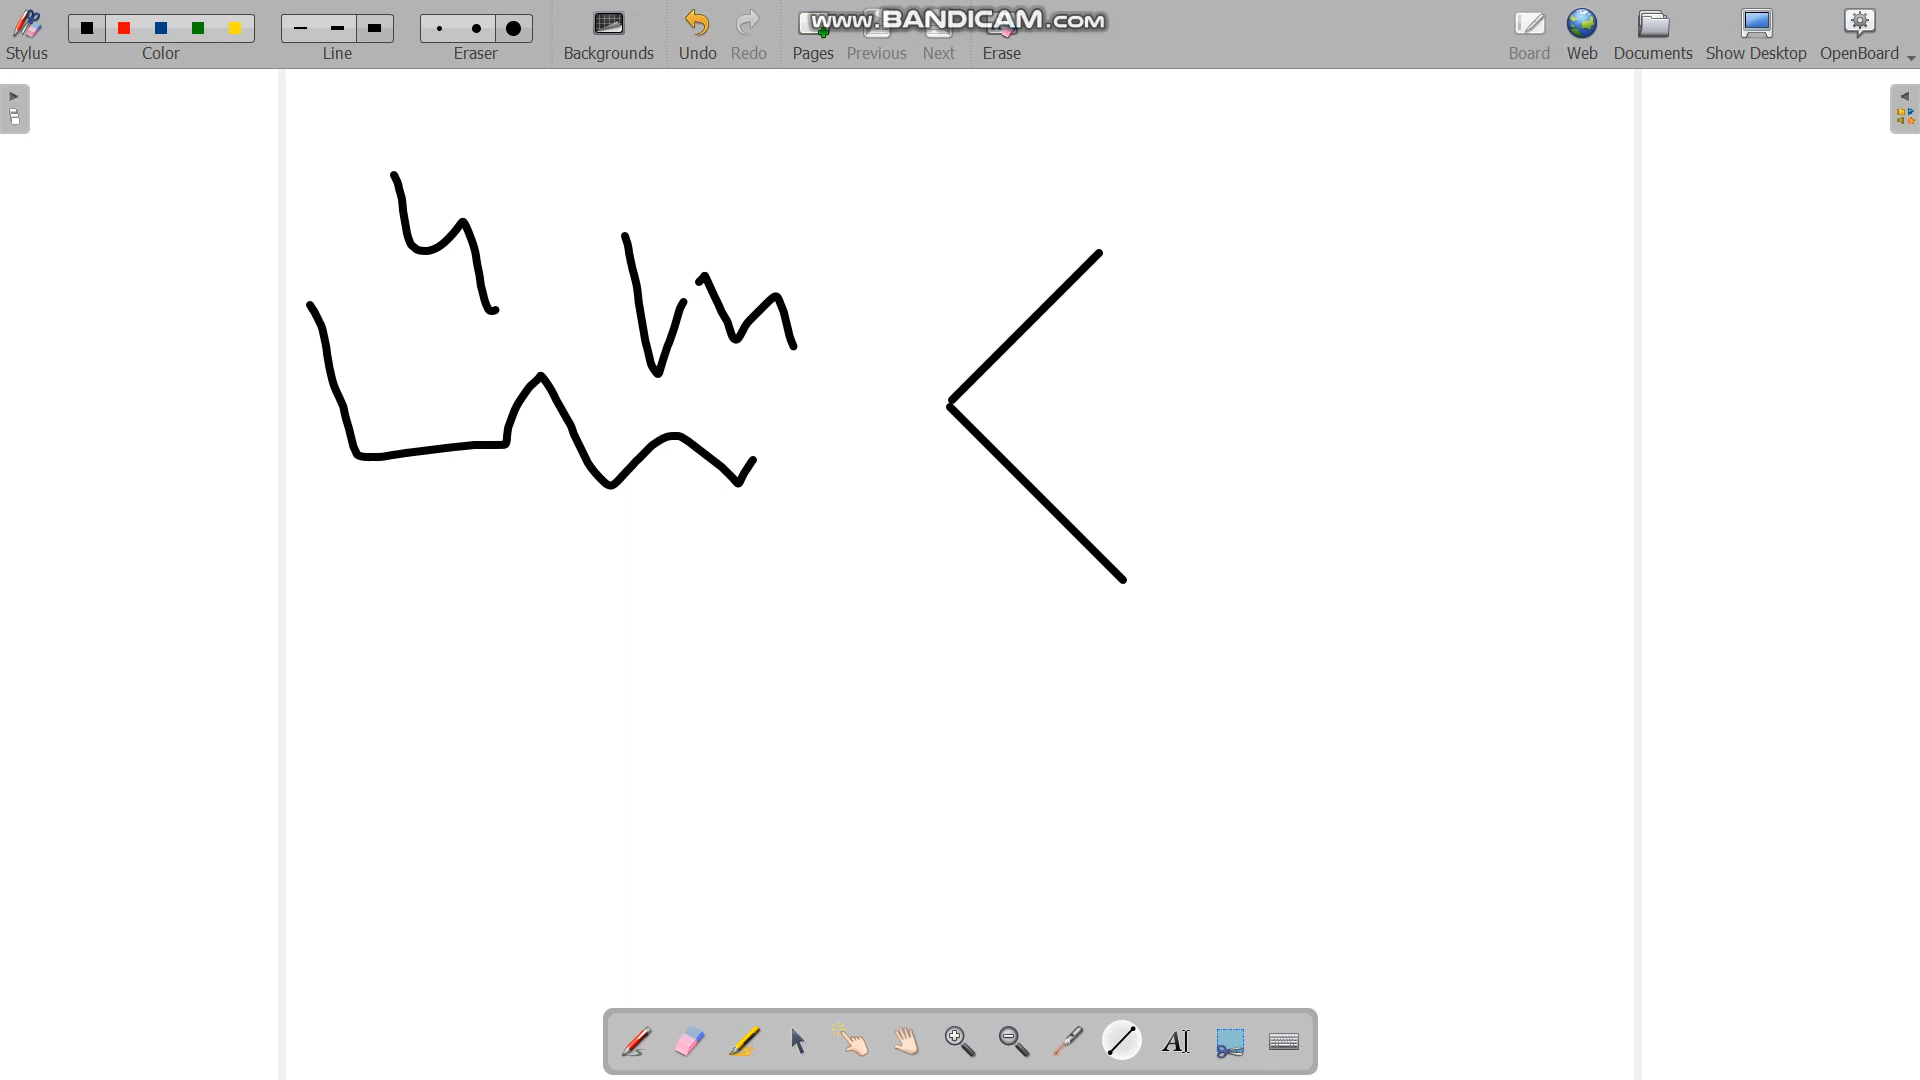 www.BANDICAM.com
Stylus Color Line Eraser Backgrounds Undo Redo Pages Previous Next Erase Board Web Documents Show Desktop OpenBoard
AI